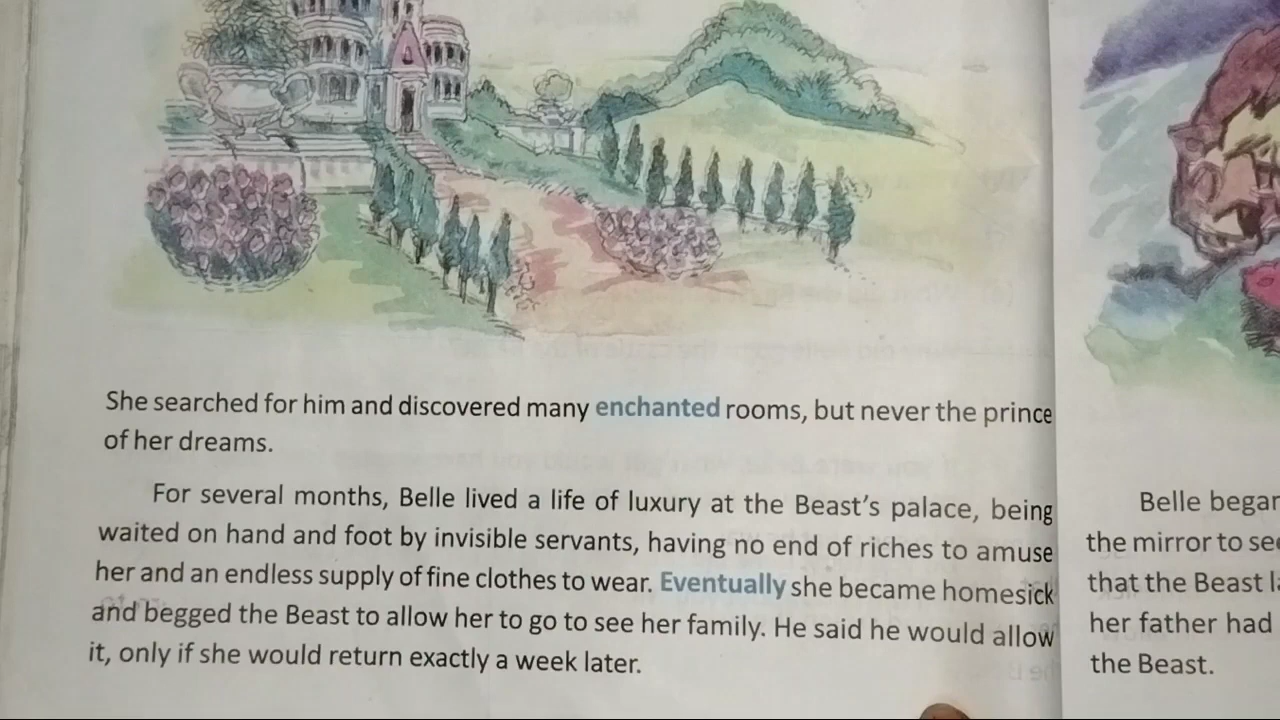 She searched for him and discovered many enchanted rooms, but never the prince
of her dreams.
For several months, Belle lived a life of luxury at the Beast's palace, being
waited on hand and foot by invisible servants, having no end of riches to amuse
her and an endless supply of fine clothes to wear. Eventually she became homesick
and begged the Beast to allow her to go to see her family. He said he would allow
it, only if she would return exactly a week later.
Belle
the mirror to
that the Beast
her father had
the Beast.